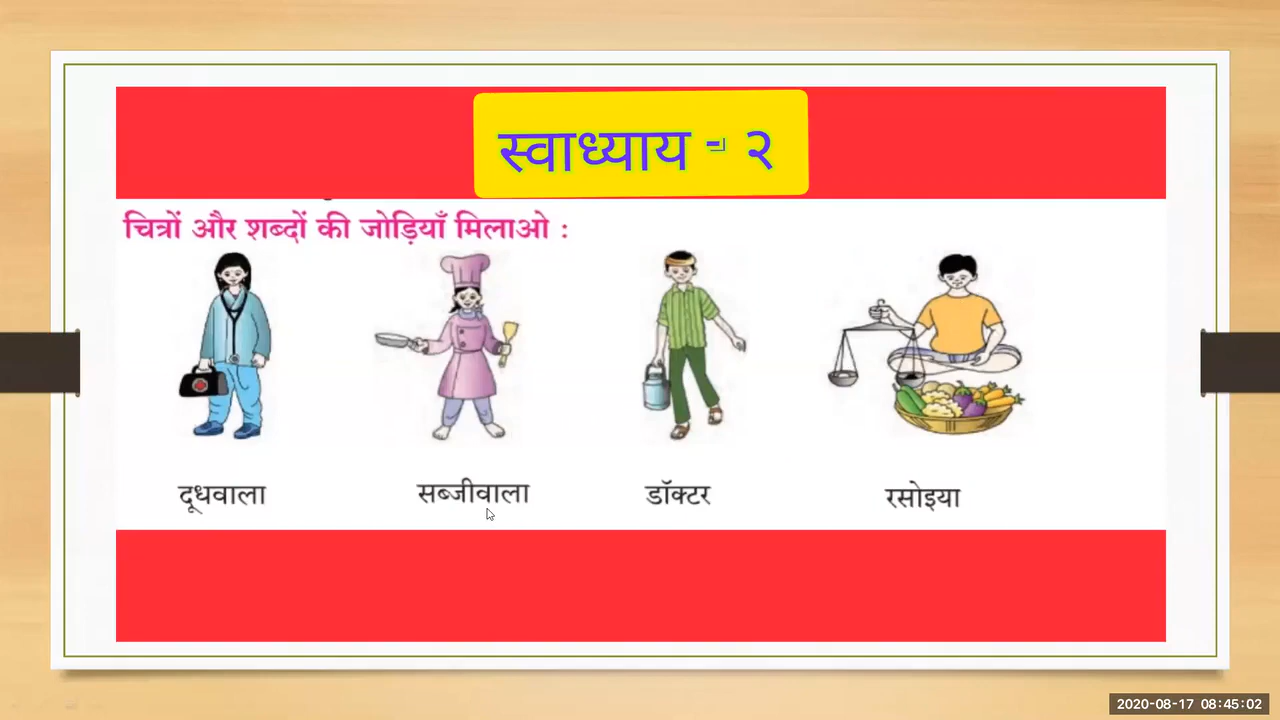 स्वाध्याय - २
चित्रों और शब्दों की जोड़ियाँ मिलाओ :
दूधवाला सब्जीवाला डॉक्टर रसोइया
2020-08-17 08:45:02